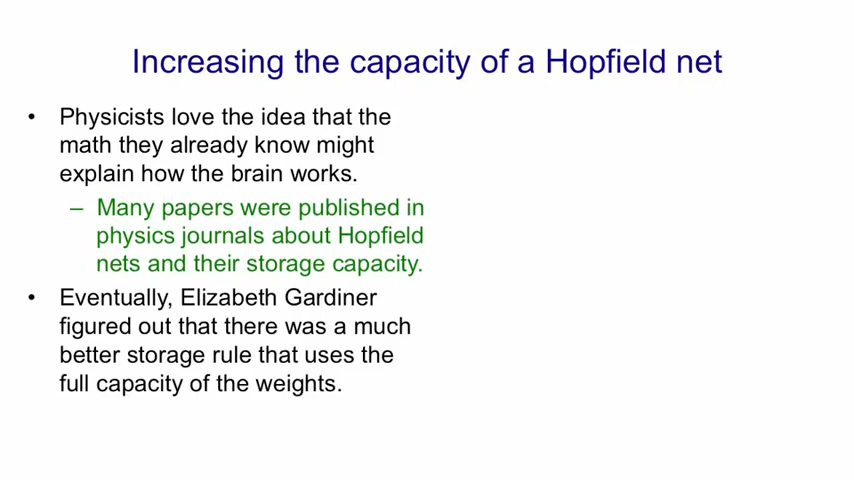 Increasing the capacity of a Hopfield net
• Physicists love the idea that the
math they already know might
explain how the brain works.
– Many papers were published in
physics journals about Hopfield
nets and their storage capacity.
• Eventually, Elizabeth Gardiner
figured out that there was a much
better storage rule that uses the
full capacity of the weights.